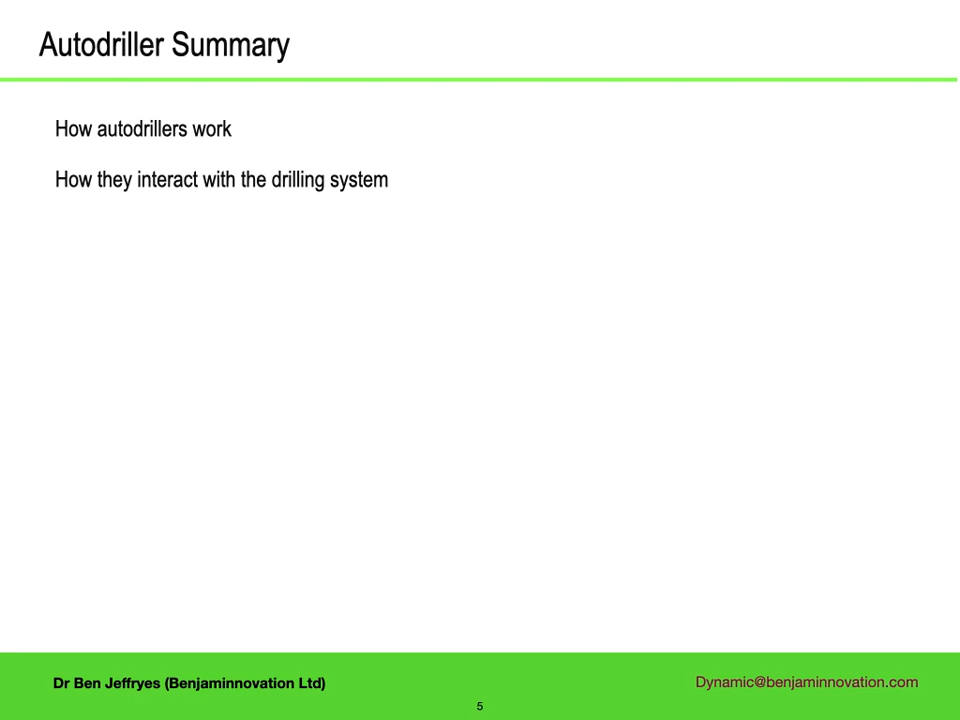 Autodriller Summary
How autodrillers work
How they interact with the drilling system
Dr Ben Jeffryes (Benjaminnovation Ltd)
Dynamic@benjaminnovation.com
5